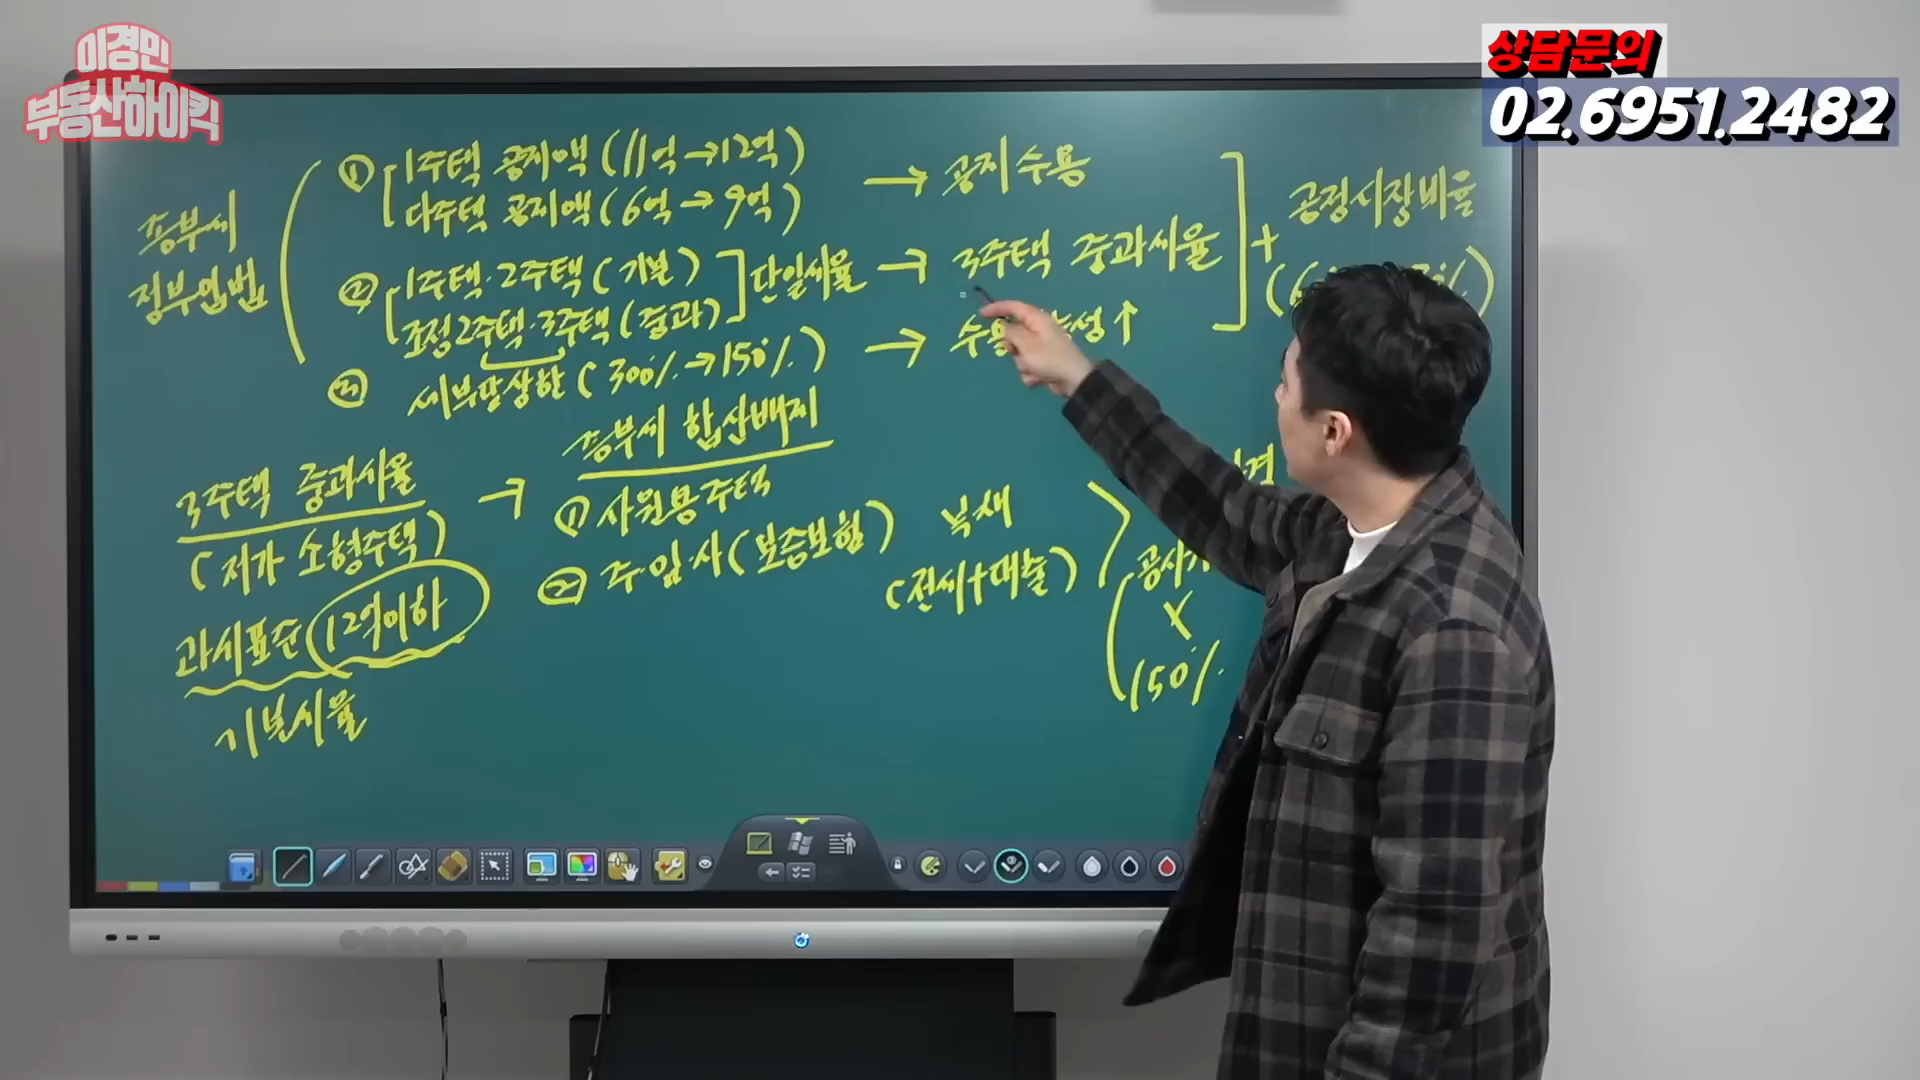 이경민
부동산하이킥
상담문의
02.6951.2482
종부세
정부입법
① 1주택 공제액 (11억→12억)
다주택 공제액 (6억→9억)
→ 공제 수용
② 1주택·2주택 (기본)
조정2주택·3주택 (중과)
단일세율 → 3주택 중과세율
③ 세부담상한 (300%→150%) →
성↑
+
공정시장비율
3주택 중과세율
(저가 소형주택)
과세표준 12억이하
기본세율
→ 종부세 합산배제
① 사원용주택
② 주·임·사 (보증보험)
부채
(전세+대출)
>
공시
X
150%